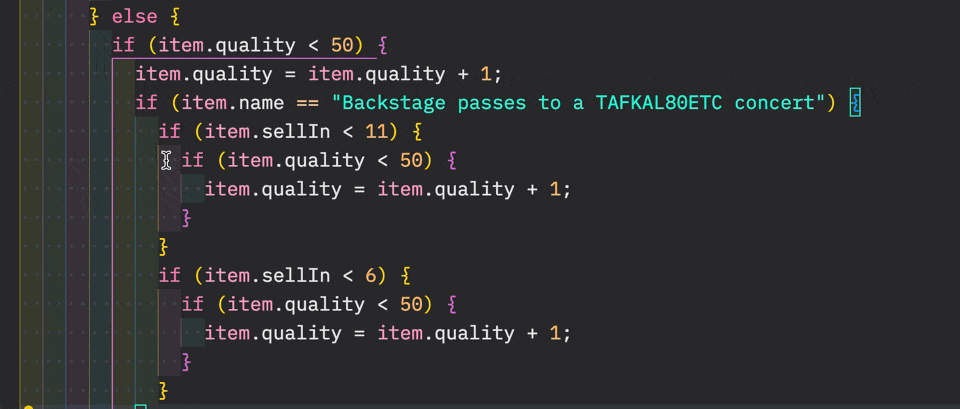 } else {
if (item.quality < 50) {
item.quality = item.quality + 1;
if (item.name == "Backstage passes to a TAFKAL80ETC concert") {
if (item.sellIn < 11) {
if (item.quality < 50) {
item.quality = item.quality + 1;
}
}
if (item.sellIn < 6) {
if (item.quality < 50) {
item.quality = item.quality + 1;
}
}